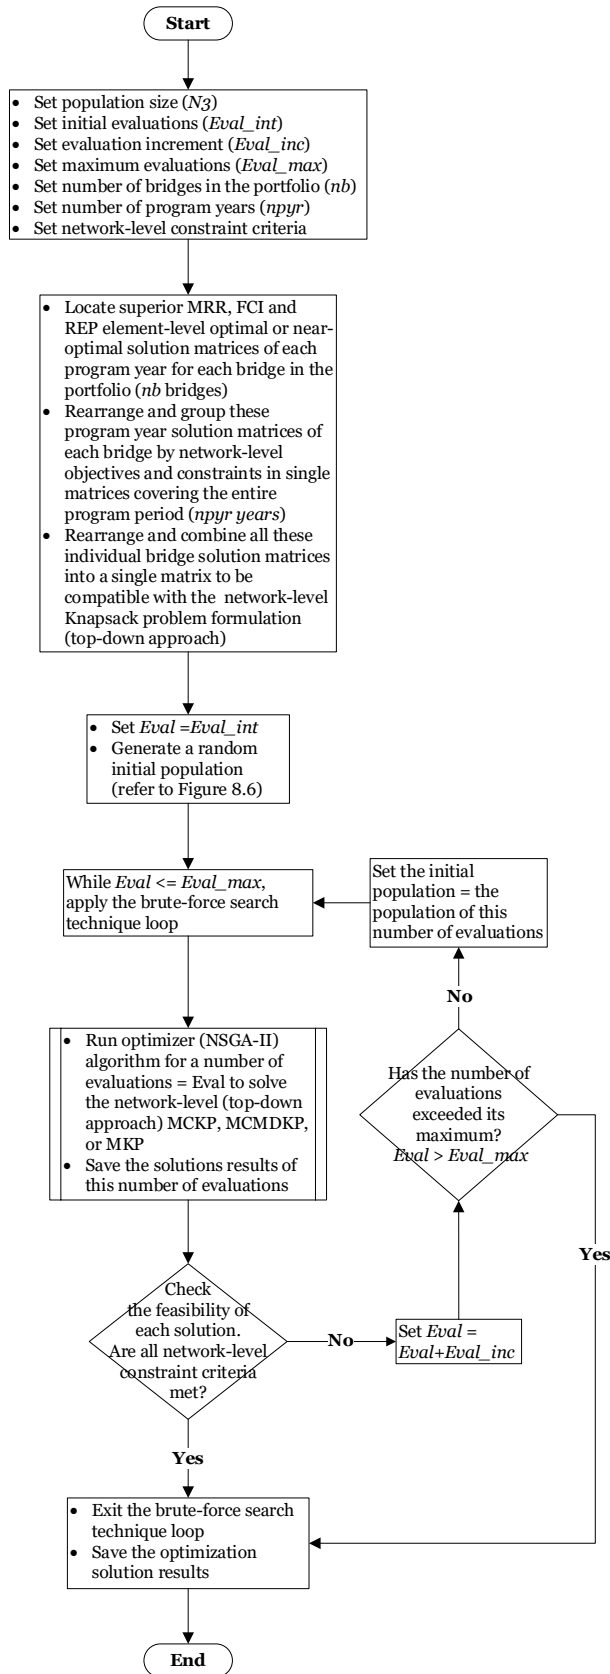 Start
• Set population size (N3)
• Set initial evaluations (Eval_int)
• Set evaluation increment (Eval_inc)
• Set maximum evaluations (Eval_max)
• Set number of bridges in the portfolio (nb)
• Set number of program years (npyr)
• Set network-level constraint criteria
• Locate superior MRR, FCI and
REP element-level optimal or near-
optimal solution matrices of each
program year for each bridge in the
portfolio (nb bridges)
• Rearrange and group these
program year solution matrices of
each bridge by network-level
objectives and constraints in single
matrices covering the entire
program period (npyr years)
• Rearrange and combine all these
individual bridge solution matrices
into a single matrix to be
compatible with the network-level
Knapsack problem formulation
(top-down approach)
• Set Eval =Eval_int
• Generate a random
initial population
(refer to Figure 8.6)
While Eval <= Eval_max,
apply the brute-force search
technique loop
Set the initial
population = the
population of this
number of evaluations
No
• Run optimizer (NSGA-II)
algorithm for a number of
evaluations = Eval to solve
the network-level (top-down
approach) MCKP, MCMDKP,
or MKP
• Save the solutions results of
this number of evaluations
Has the number of
evaluations
exceeded its
maximum?
Eval > Eval_max
Yes
Check
the feasibility of
each solution.
Are all network-level
constraint criteria
met?
No
Set Eval =
Eval+Eval_inc
Yes
• Exit the brute-force search
technique loop
• Save the optimization
solution results
End